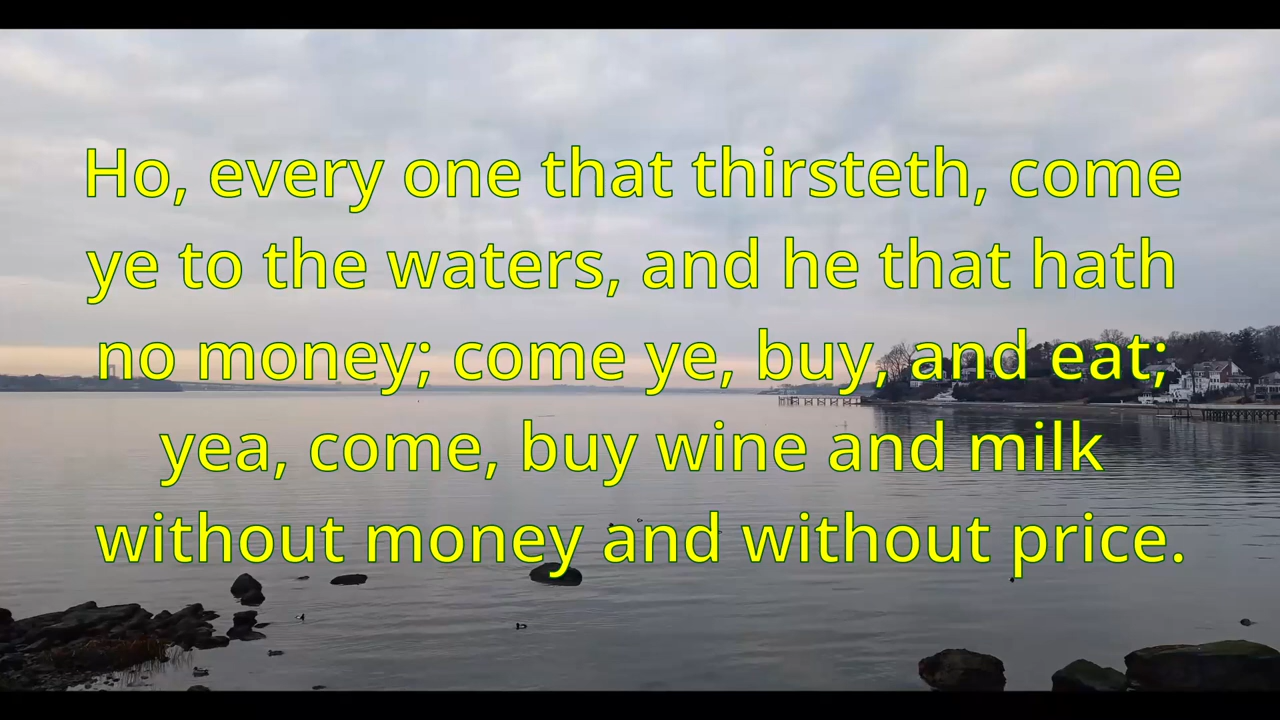 Ho, every one that thirsteth, come
ye to the waters, and he that hath
no money; come ye, buy, and eat;
yea, come, buy wine and milk
without money and without price.